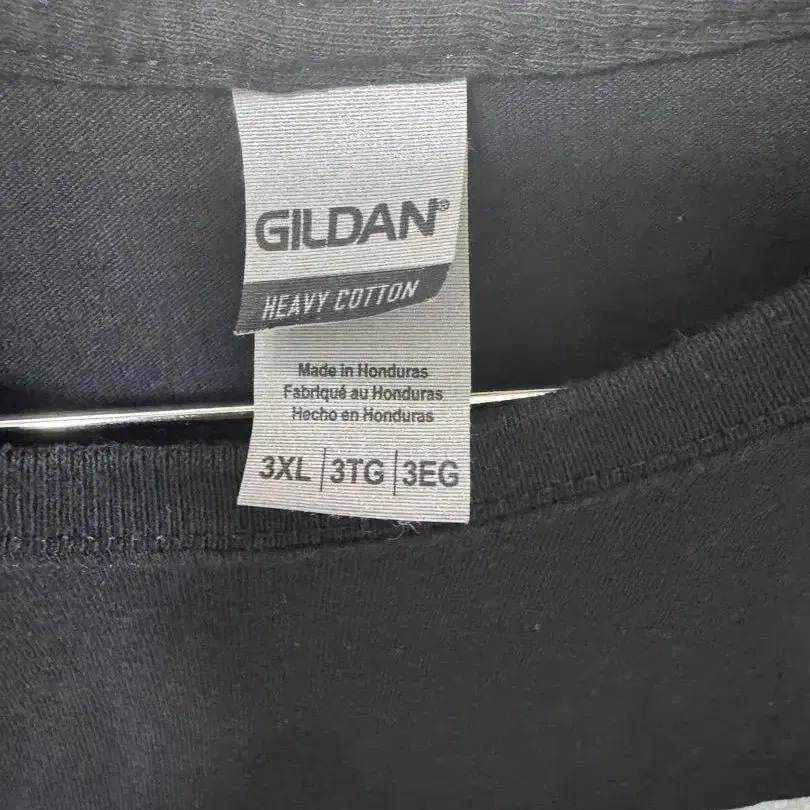 GILDAN®
HEAVY COTTON
Made in Honduras
Fabriqué au Honduras
Hecho en Honduras
3XL | 3TG | 3EG